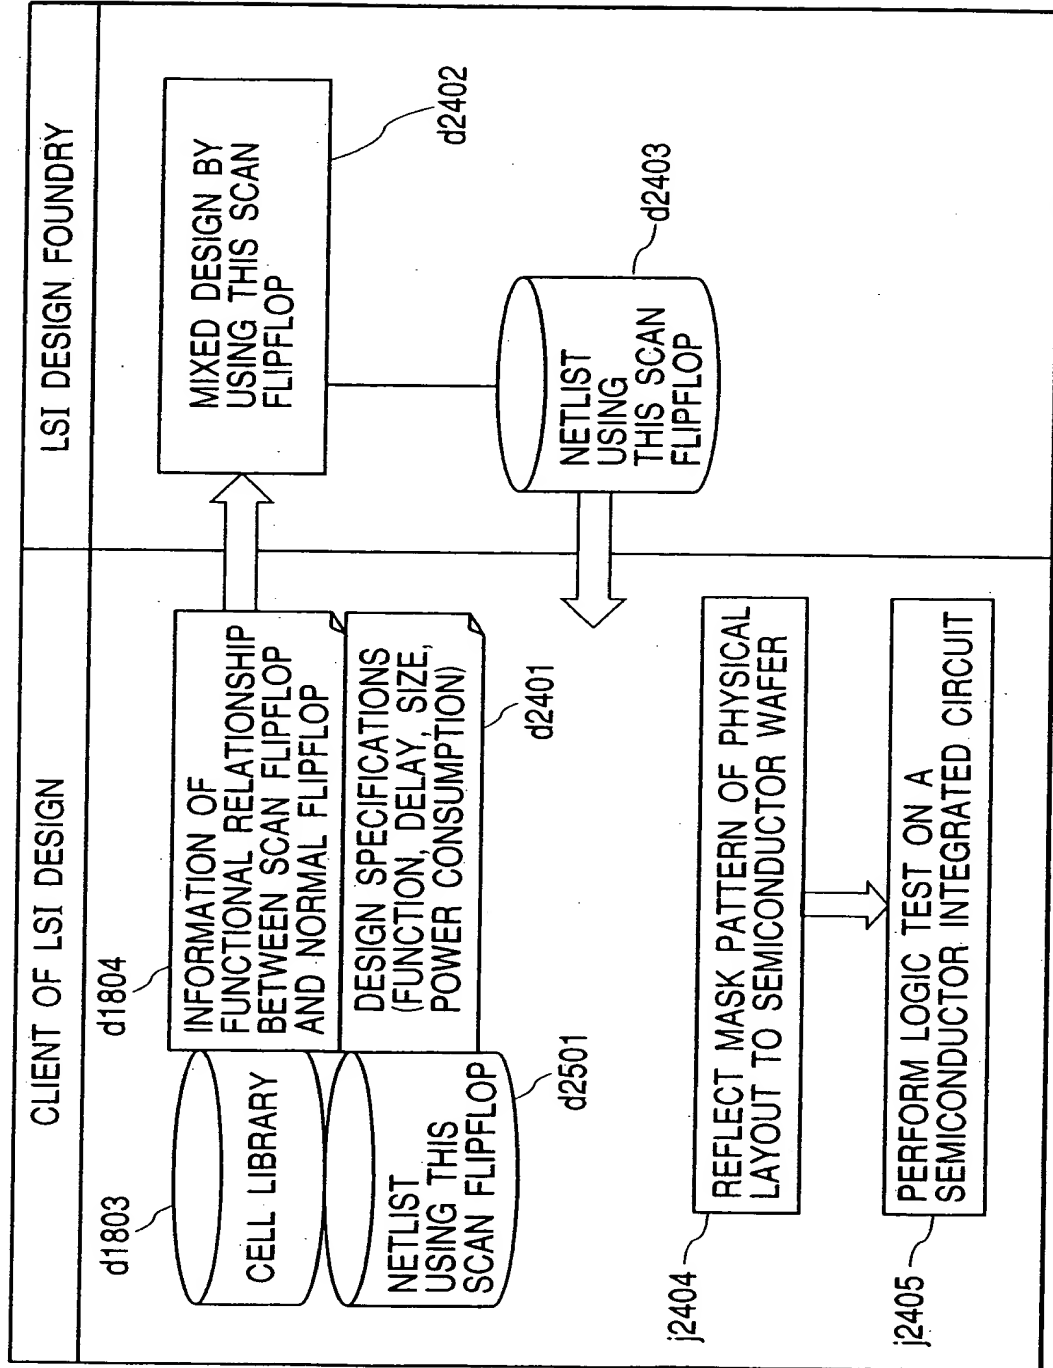 CLIENT OF LSI DESIGN
LSI DESIGN FOUNDRY
d1803
CELL LIBRARY
d1804
INFORMATION OF
FUNCTIONAL RELATIONSHIP
BETWEEN SCAN FLIPFLOP
AND NORMAL FLIPFLOP
NETLIST
USING THIS
SCAN FLIPFLOP
d2501
DESIGN SPECIFICATIONS
(FUNCTION, DELAY, SIZE,
POWER CONSUMPTION)
d2401
MIXED DESIGN BY
USING THIS SCAN
FLIPFLOP
d2402
NETLIST
USING
THIS SCAN
FLIPFLOP
d2403
j2404
REFLECT MASK PATTERN OF PHYSICAL
LAYOUT TO SEMICONDUCTOR WAFER
j2405
PERFORM LOGIC TEST ON A
SEMICONDUCTOR INTEGRATED CIRCUIT